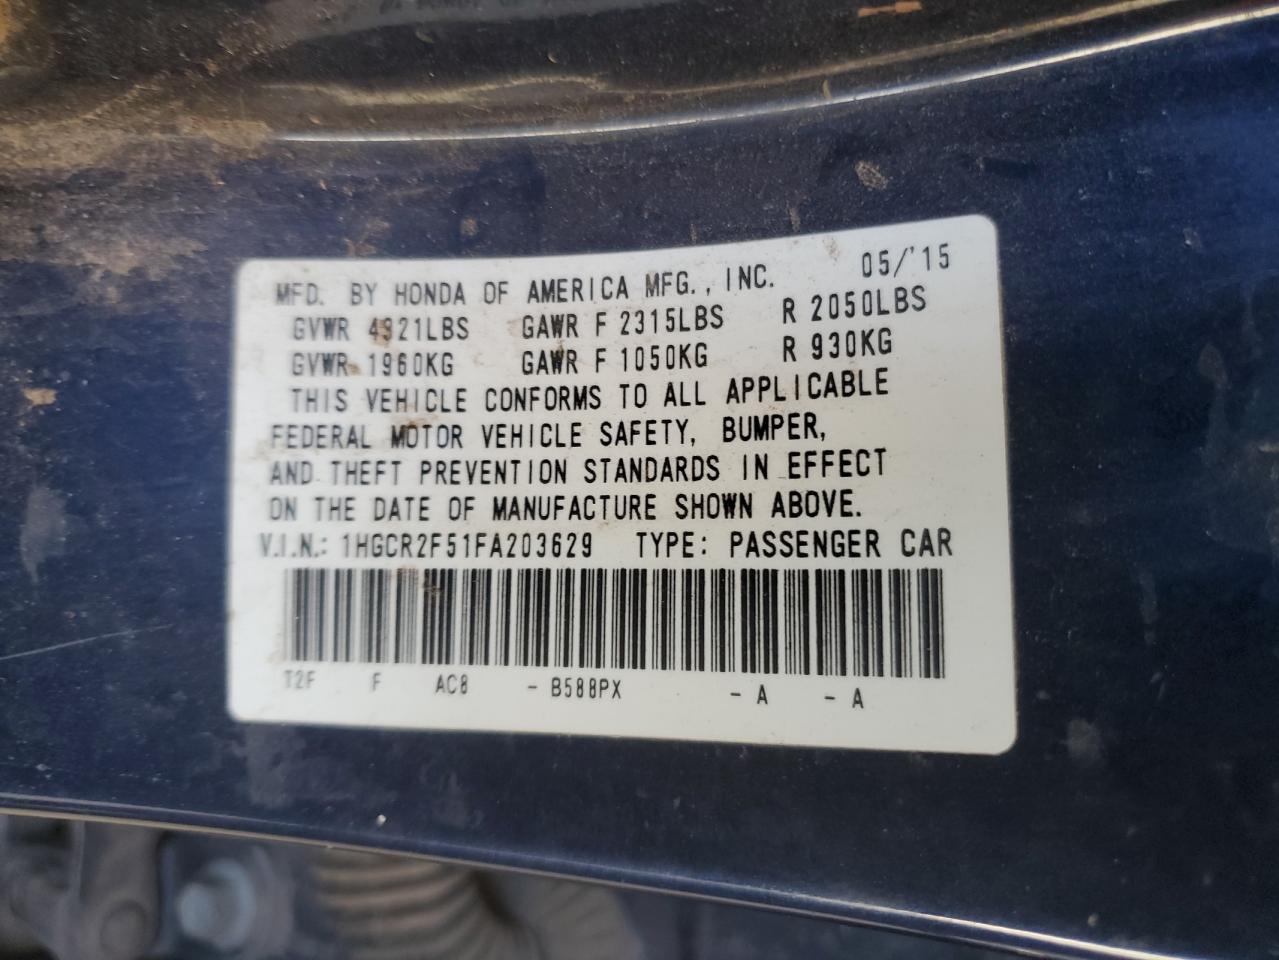 MFD. BY HONDA OF AMERICA MFG., INC. 05/'15
GVWR 4321LBS GAWR F 2315LBS R 2050LBS
GVWR 1960KG GAWR F 1050KG R 930KG
THIS VEHICLE CONFORMS TO ALL APPLICABLE
FEDERAL MOTOR VEHICLE SAFETY, BUMPER,
AND THEFT PREVENTION STANDARDS IN EFFECT
ON THE DATE OF MANUFACTURE SHOWN ABOVE.
V.I.N.: 1HGCR2F51FA203629 TYPE: PASSENGER CAR
T2F F AC8 - B588PX - A - A